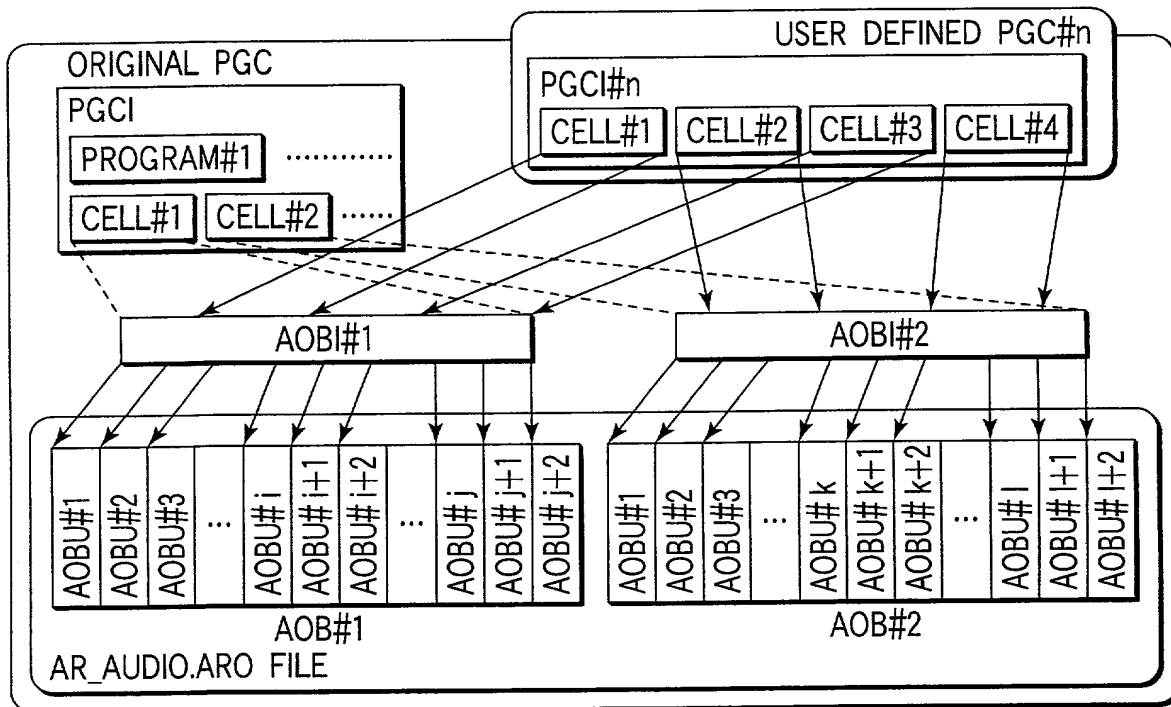 USER DEFINED PGC#n
ORIGINAL PGC
PGCI#n
CELL#1 CELL#2 CELL#3 CELL#4
PGCI
PROGRAM#1 ............
CELL#1 CELL#2 ......
AOBI#1 AOBI#2
AOBU#1 AOBU#2 AOBU#3 ... AOBU#i AOBU#i+1 AOBU#i+2 ... AOBU#j AOBU#j+1 AOBU#j+2
AOBU#1 AOBU#2 AOBU#3 ... AOBU#k AOBU#k+1 AOBU#k+2 ... AOBU#l AOBU#l+1 AOBU#l+2
AOB#1 AOB#2
AR_AUDIO.ARO FILE